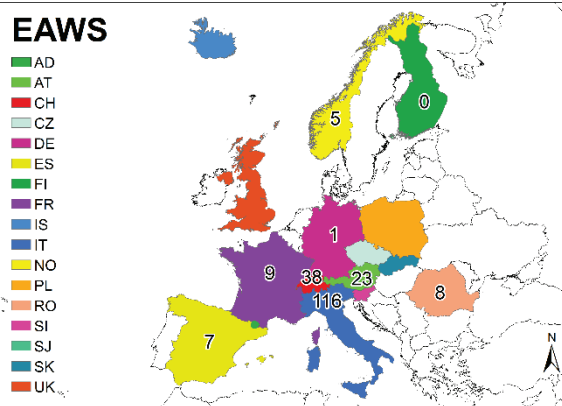 EAWS
AD
AT
CH
CZ
DE
ES
FI
FR
IS
IT
NO
PL
RO
SI
SJ
SK
UK
0
5
1
9
38
23
116
8
7
N